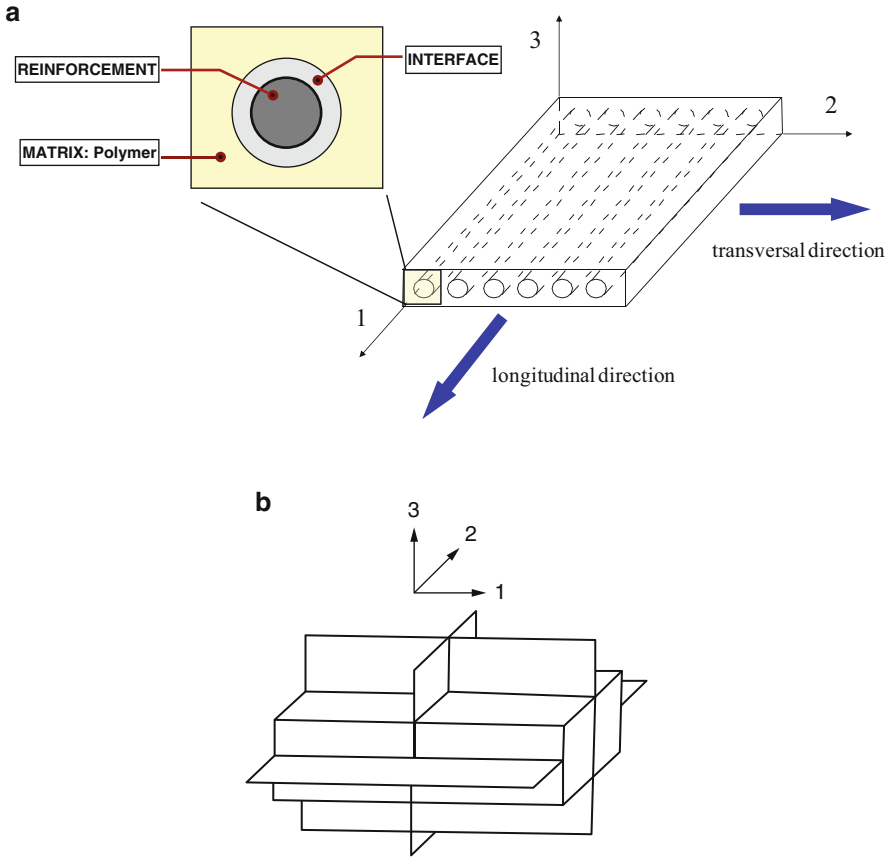 a
REINFORCEMENT
INTERFACE
MATRIX: Polymer
3
2
transversal direction
1
longitudinal direction
b
3
2
1